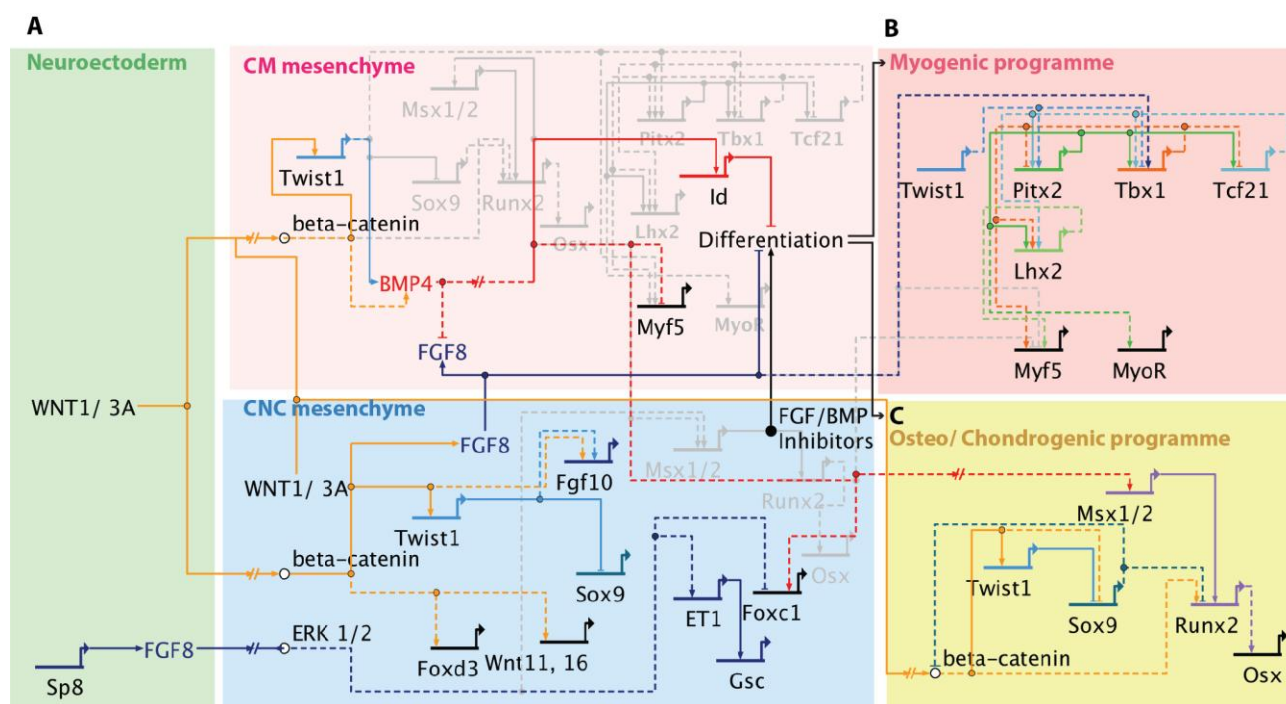 A
B
Neuroectoderm
CM mesenchyme
Myogenic programme
Msx1/2
Pitx2
Tbx1
Tcf21
Twist1
Sox9
Runx2
Id
Twist1
Pitx2
Tbx1
Tcf21
beta-catenin
Osx
Lhx2
Differentiation
Lhx2
BMP4
Myf5
MyoR
FGF8
Myf5
MyoR
WNT1/ 3A
CNC mesenchyme
C
FGF8
FGF/BMP
Inhibitors
Osteo/ Chondrogenic programme
Msx1/2
WNT1/ 3A
Fgf10
Runx2
Msx1/2
Twist1
beta-catenin
Osx
Twist1
Sox9
ET1
Foxc1
Sox9
Runx2
ERK 1/2
FGF8
Foxd3
Wnt11, 16
Gsc
beta-catenin
Osx
Sp8